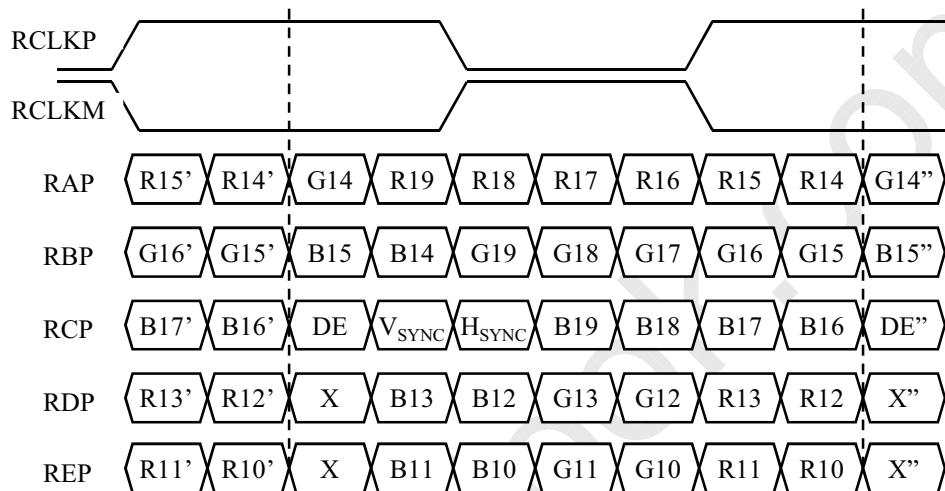 RCLKP
RCLKM
RAP R15’ R14’ G14 R19 R18 R17 R16 R15 R14 G14”
RBP G16’ G15’ B15 B14 G19 G18 G17 G16 G15 B15”
RCP B17’ B16’ DE VSYNC HSYNC B19 B18 B17 B16 DE”
RDP R13’ R12’ X B13 B12 G13 G12 R13 R12 X”
REP R11’ R10’ X B11 B10 G11 G10 R11 R10 X”